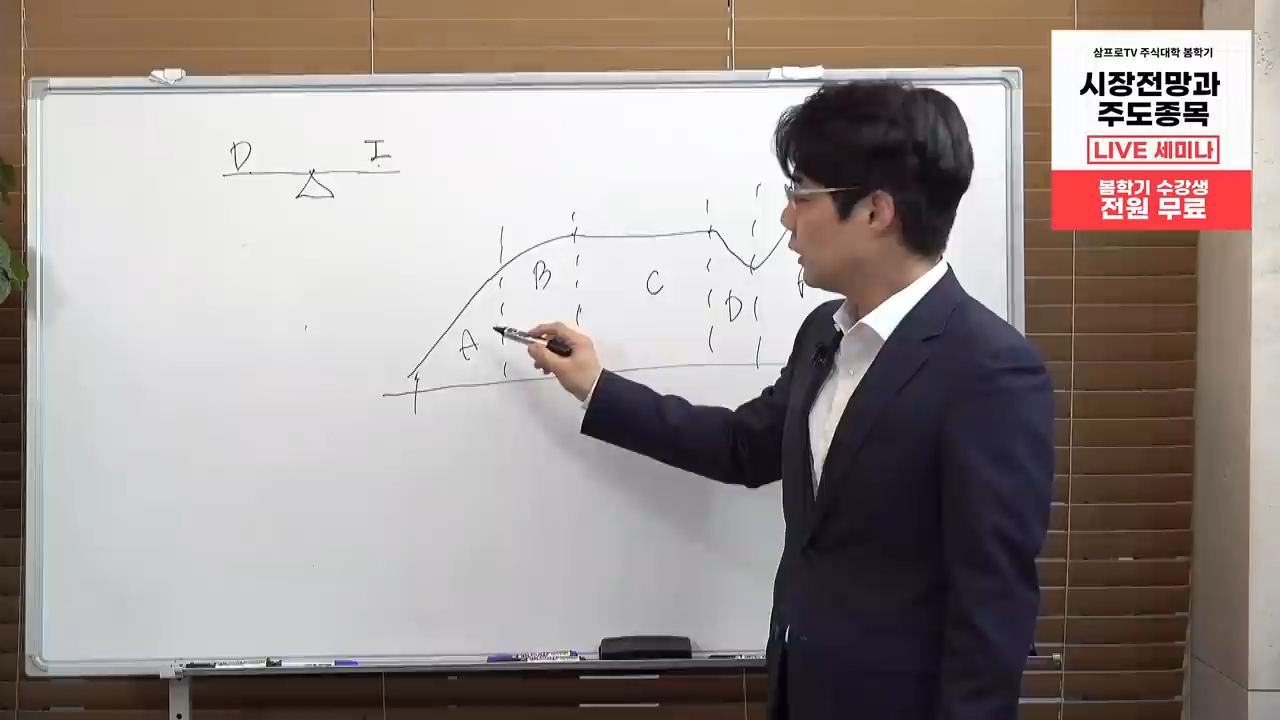 삼프로TV 주식대학 봄학기
시장전망과
주도종목
LIVE 세미나
봄학기 수강생
전원 무료
D I
A B C D